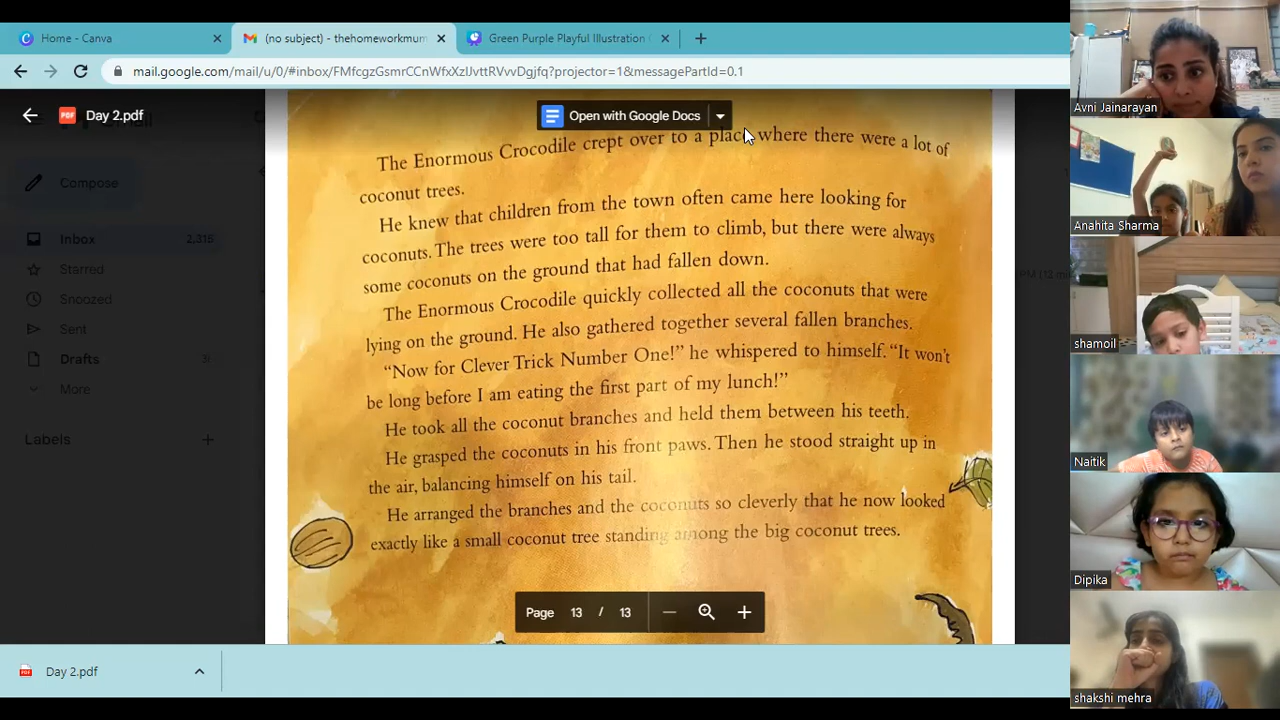 Home - Canva
(no subject) - thehomeworkmum
Green Purple Playful Illustration
mail.google.com/mail/u/0/#inbox/FMfcgzGsmrCCnWfxXzlJvttRVvvDgjfq?projector=1&messagePartId=0.1
PDF Day 2.pdf
Open with Google Docs
Compose
Inbox 2,315
Starred
Snoozed
Sent
Drafts
More
Labels
The Enormous Crocodile crept over to a place where there were a lot of
coconut trees.
He knew that children from the town often came here looking for
coconuts. The trees were too tall for them to climb, but there were always
some coconuts on the ground that had fallen down.
The Enormous Crocodile quickly collected all the coconuts that were
lying on the ground. He also gathered together several fallen branches.
“Now for Clever Trick Number One!” he whispered to himself. “It won't
be long before I am eating the first part of my lunch!”
He took all the coconut branches and held them between his teeth.
He grasped the coconuts in his front paws. Then he stood straight up in
the air, balancing himself on his tail.
He arranged the branches and the coconuts so cleverly that he now looked
exactly like a small coconut tree standing among the big coconut trees.
Page 13 / 13
Day 2.pdf
Avni Jainarayan
Anahita Sharma
shamoil
Naitik
Dipika
shakshi mehra